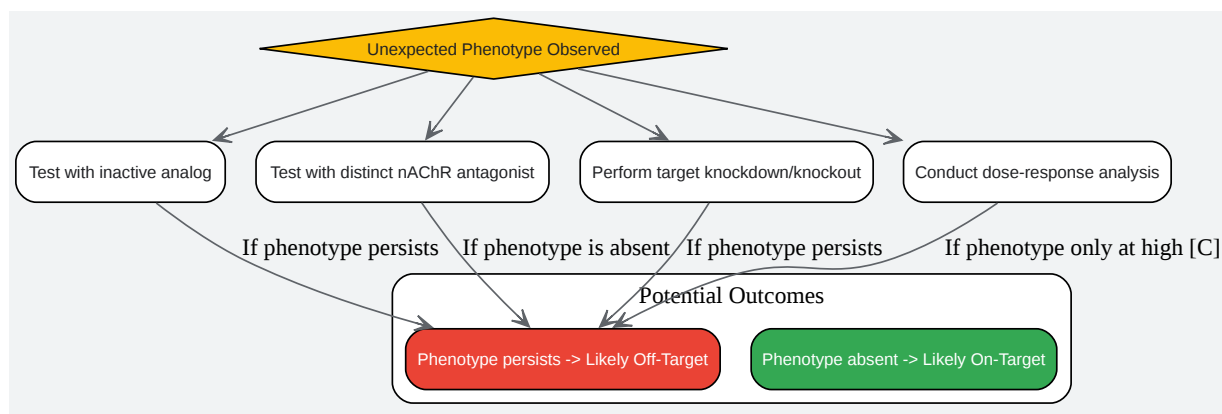 Unexpected Phenotype Observed
Test with inactive analog
Test with distinct nAChR antagonist
Perform target knockdown/knockout
Conduct dose-response analysis
If phenotype persists
If phenotype is absent
If phenotype persists
If phenotype only at high [C]
Potential Outcomes
Phenotype persists -> Likely Off-Target
Phenotype absent -> Likely On-Target